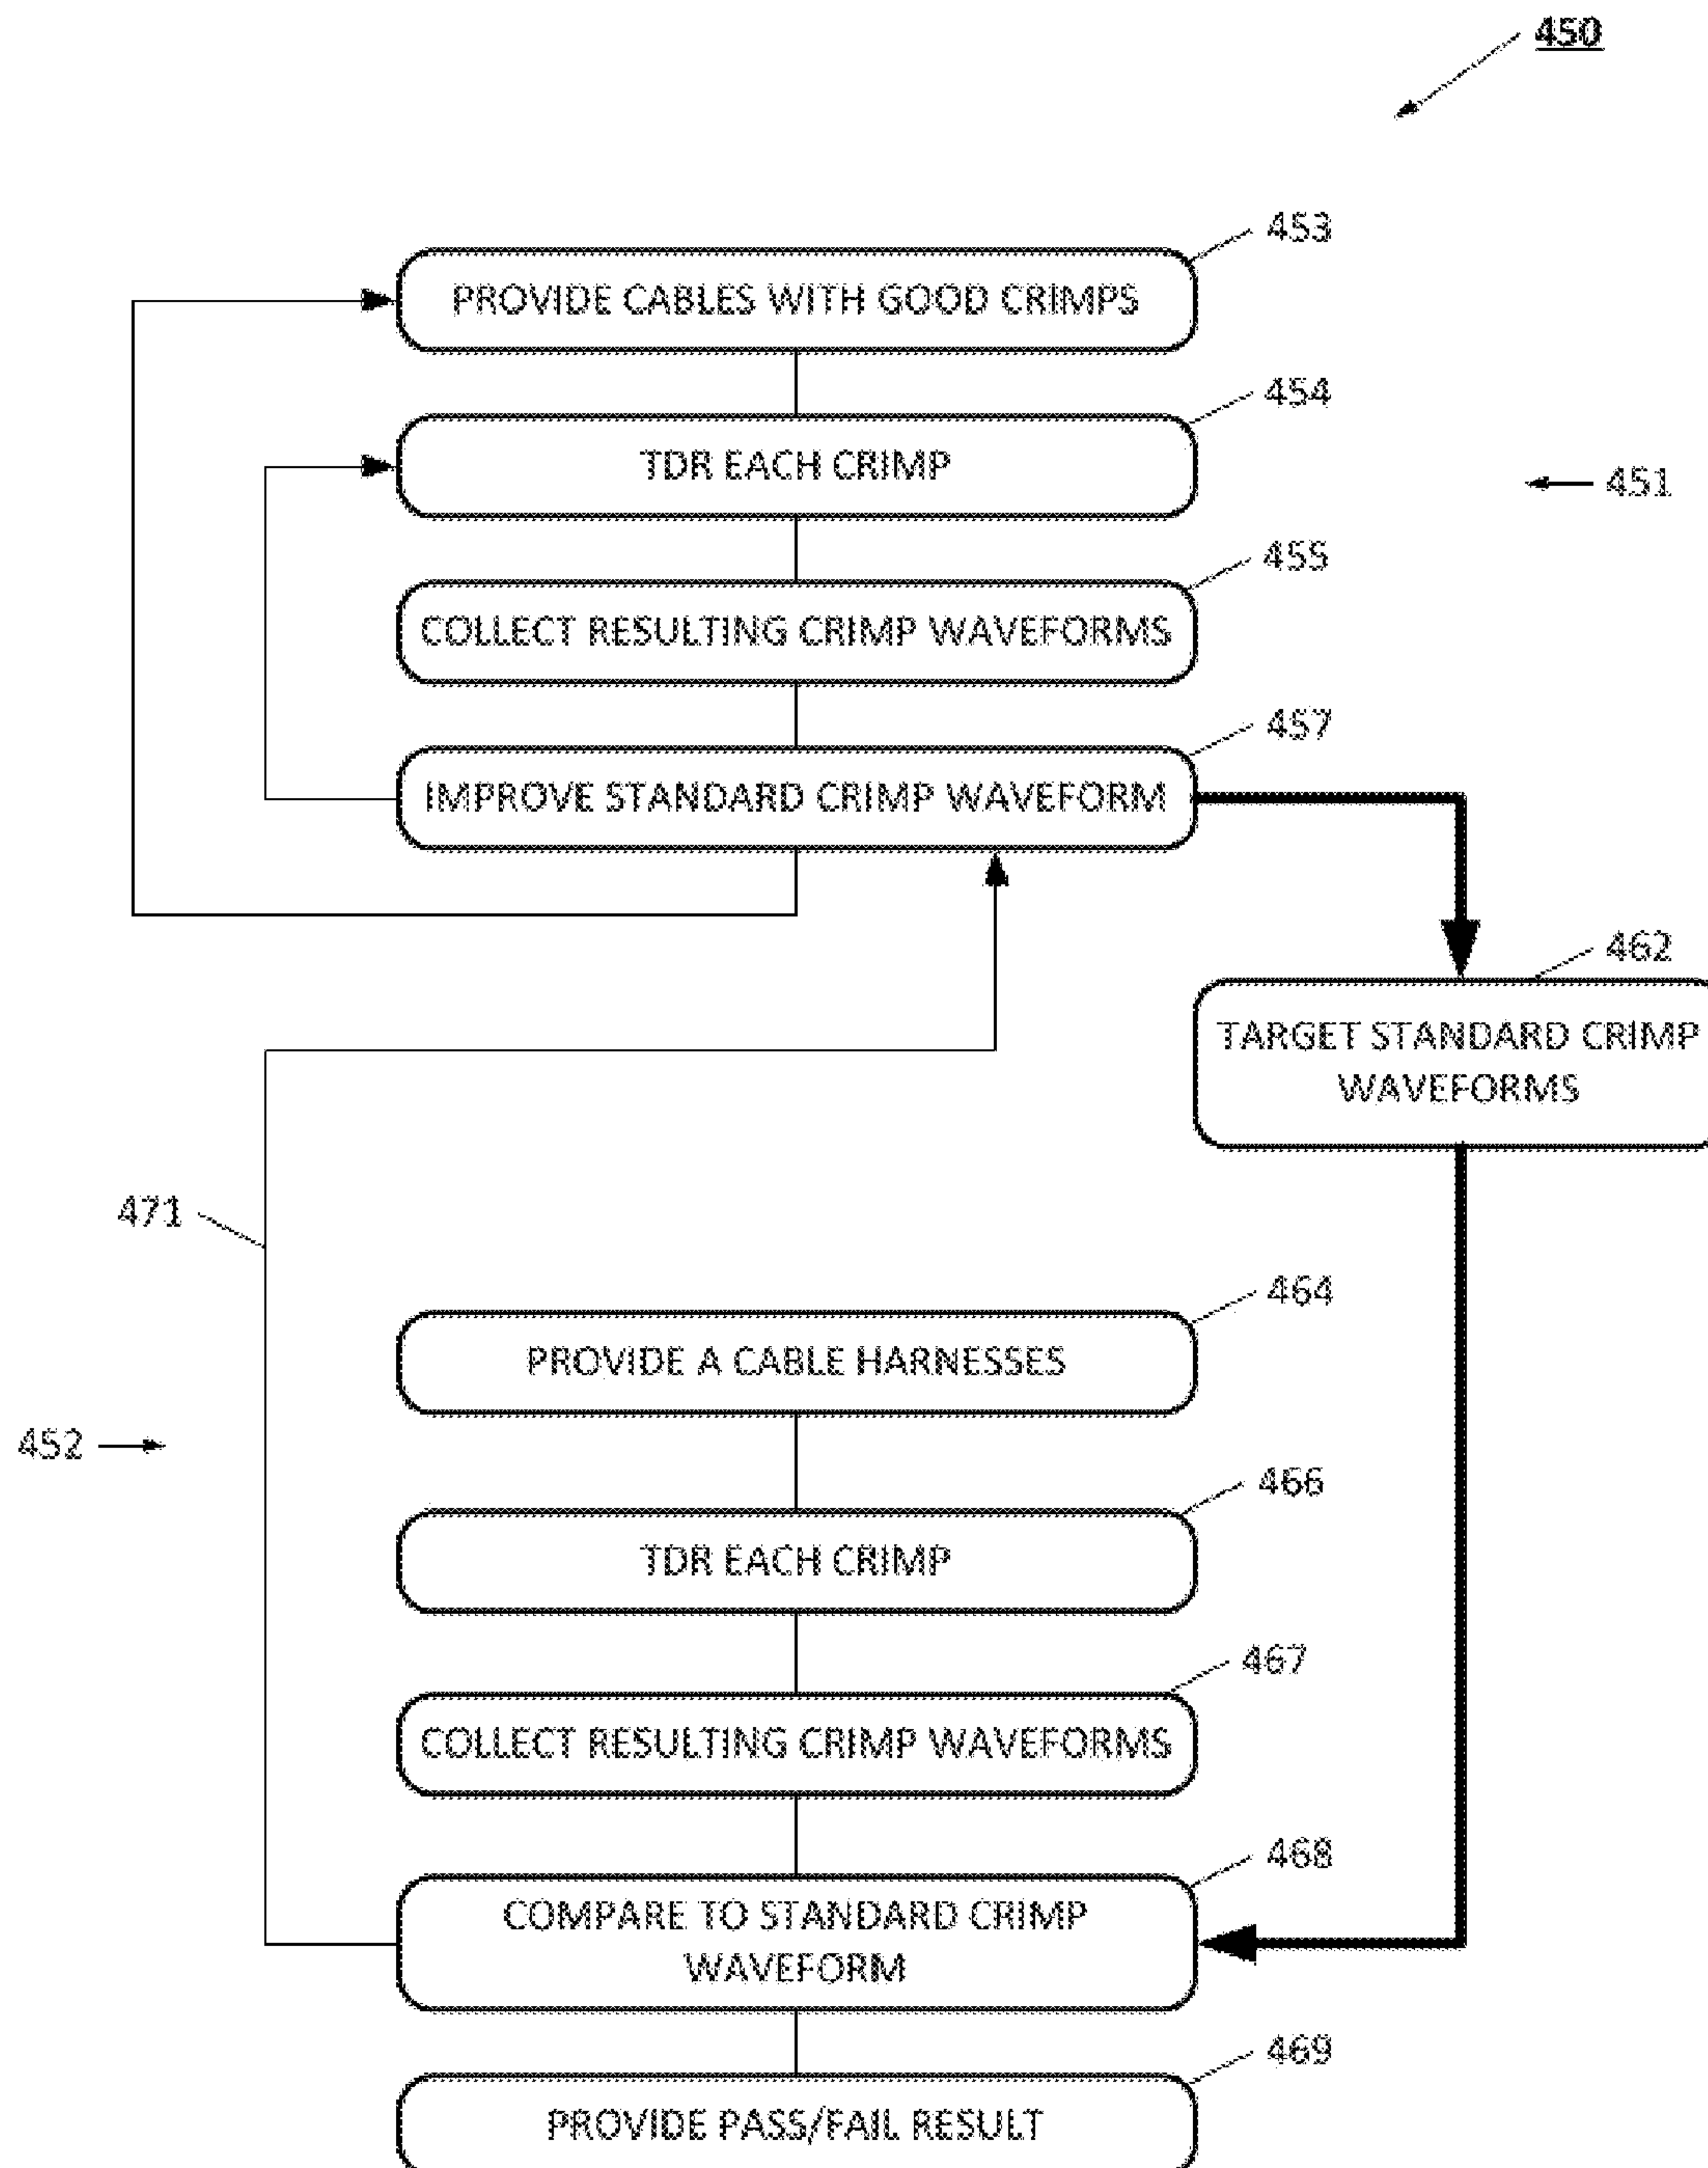 450
453
PROVIDE CABLES WITH GOOD CRIMPS
454
TDR EACH CRIMP
451
455
COLLECT RESULTING CRIMP WAVEFORMS
457
IMPROVE STANDARD CRIMP WAVEFORM
462
TARGET STANDARD CRIMP
WAVEFORMS
471
464
PROVIDE A CABLE HARNESSES
452
466
TDR EACH CRIMP
467
COLLECT RESULTING CRIMP WAVEFORMS
468
COMPARE TO STANDARD CRIMP
WAVEFORM
469
PROVIDE PASS/FAIL RESULT